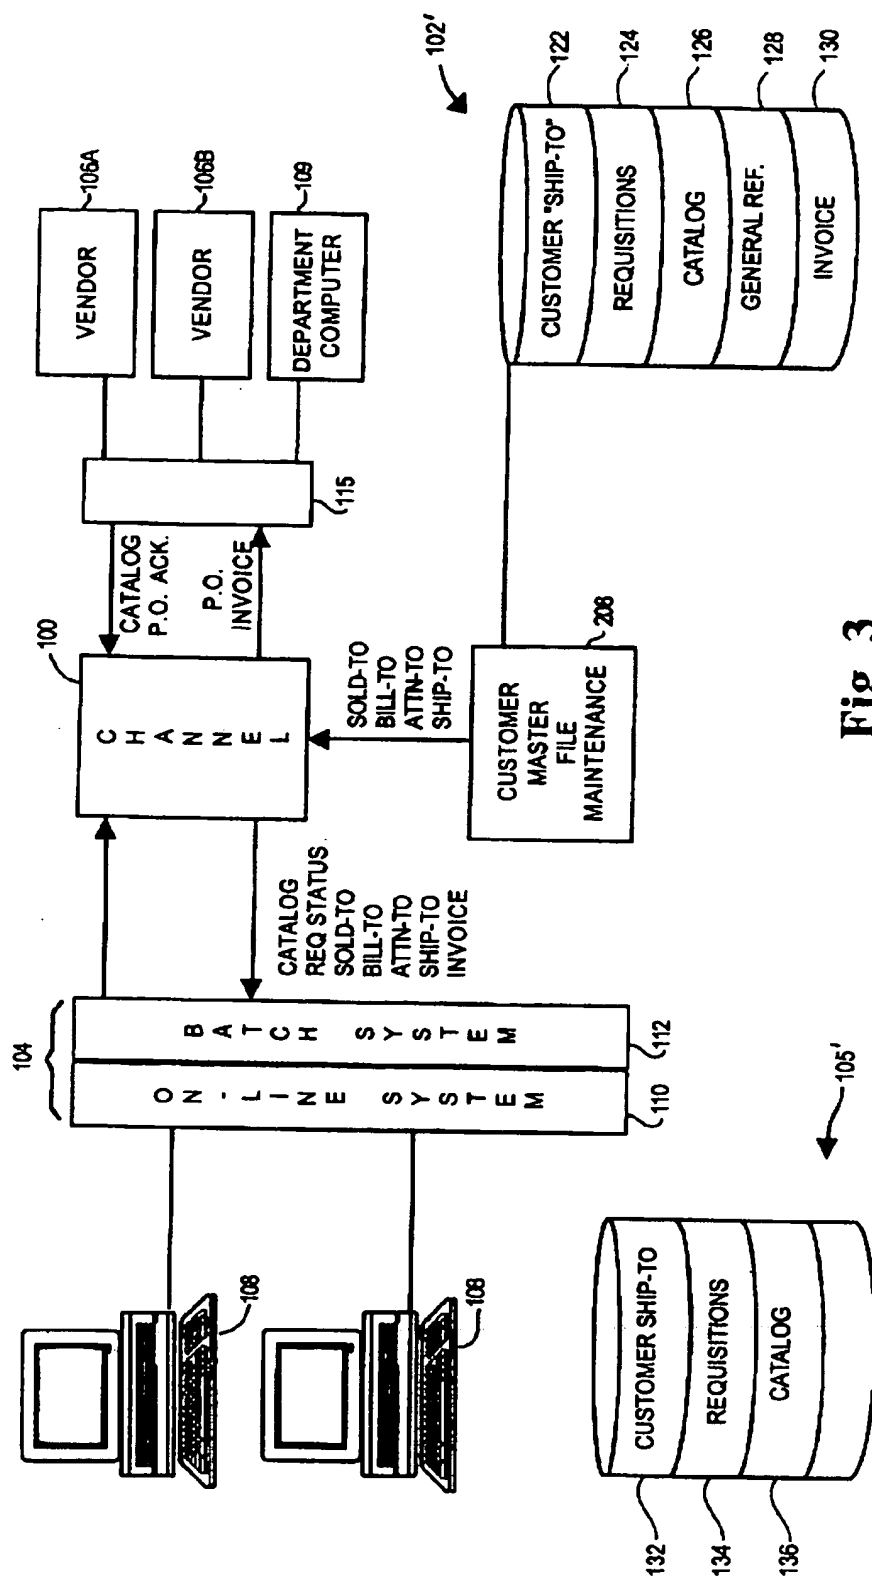 104
108
108
ON-LINE SYSTEM
BATCH SYSTEM
110
112
CATALOG
REQ STATUS
SOLD-TO
BILL-TO
ATTN-TO
SHIP-TO
INVOICE
100
CHANNEL
CATALOG
P.O. ACK.
P.O.
INVOICE
115
VENDOR
106A
VENDOR
106B
DEPARTMENT
COMPUTER
109
SOLD-TO
BILL-TO
ATTN-TO
SHIP-TO
CUSTOMER
MASTER
FILE
MAINTENANCE
208
102'
CUSTOMER "SHIP-TO"
122
REQUISITIONS
124
CATALOG
126
GENERAL REF.
128
INVOICE
130
105'
132
CUSTOMER SHIP-TO
134
REQUISITIONS
136
CATALOG
Fig. 3